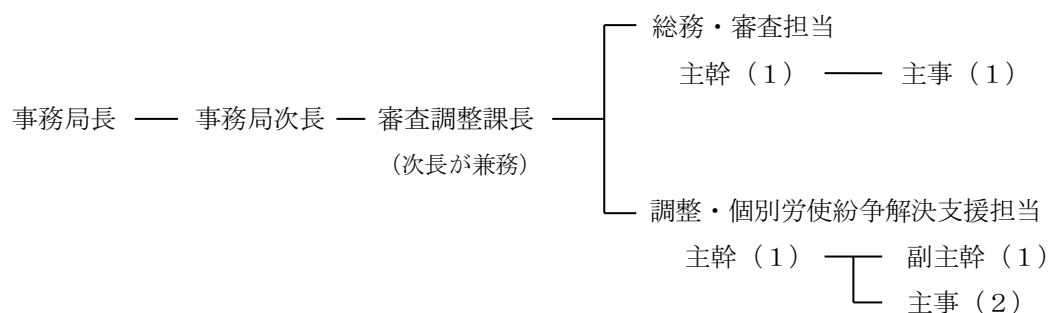 総務・審査担当
主幹（１） 主事（１）
事務局長 事務局次長 審査調整課長
（次長が兼務）
調整・個別労使紛争解決支援担当
主幹（１） 副主幹（１）
主事（２）